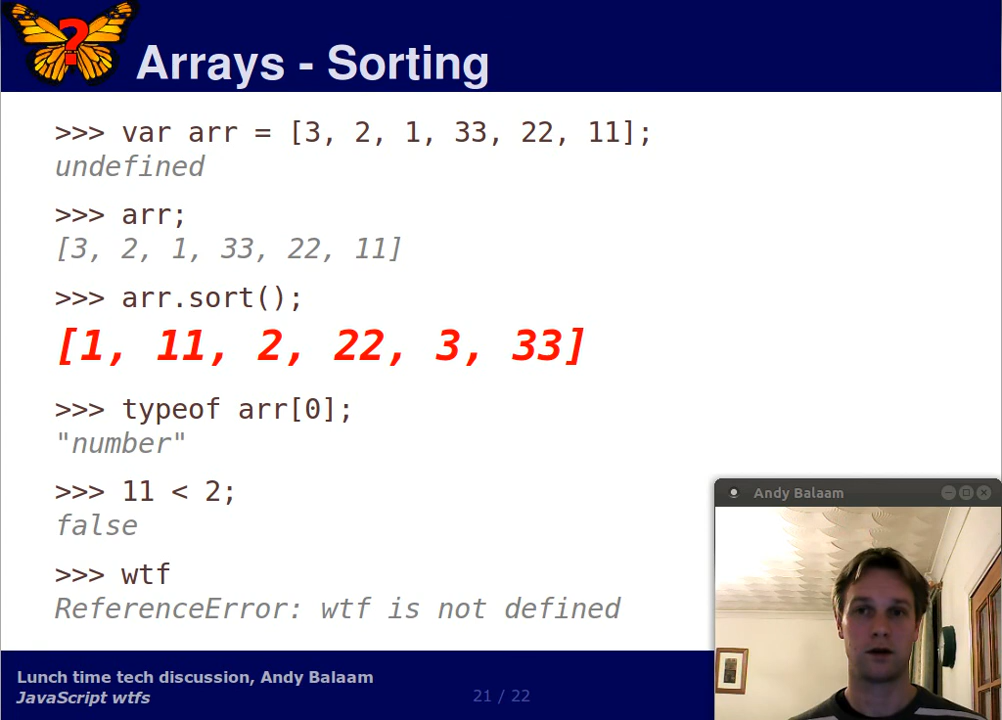 ?
Arrays - Sorting
>>> var arr = [3, 2, 1, 33, 22, 11];
undefined
>>> arr;
[3, 2, 1, 33, 22, 11]
>>> arr.sort();
[1, 11, 2, 22, 3, 33]
>>> typeof arr[0];
"number"
>>> 11 < 2;
false
>>> wtf
ReferenceError: wtf is not defined
Andy Balaam
Lunch time tech discussion, Andy Balaam
JavaScript wtfs
21 / 22